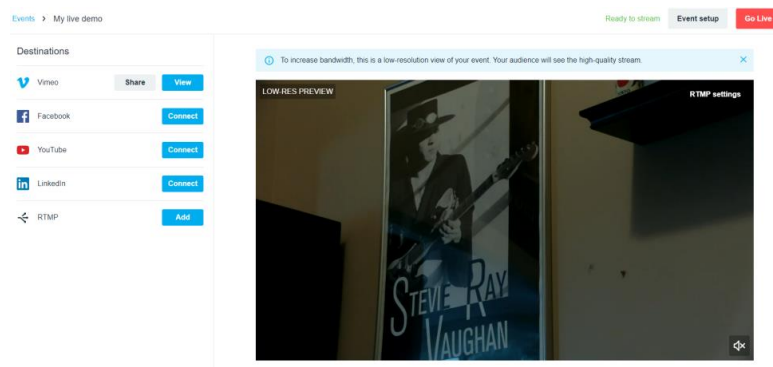 Events > My live demo
Ready to stream
Event setup
Go Live
Destinations
Vimeo
Share
View
Facebook
Connect
YouTube
Connect
LinkedIn
Connect
RTMP
Add
To increase bandwidth, this is a low-resolution view of your event. Your audience will see the high-quality stream.
LOW-RES PREVIEW
RTMP settings
STEVIE RAY
VAUGHAN